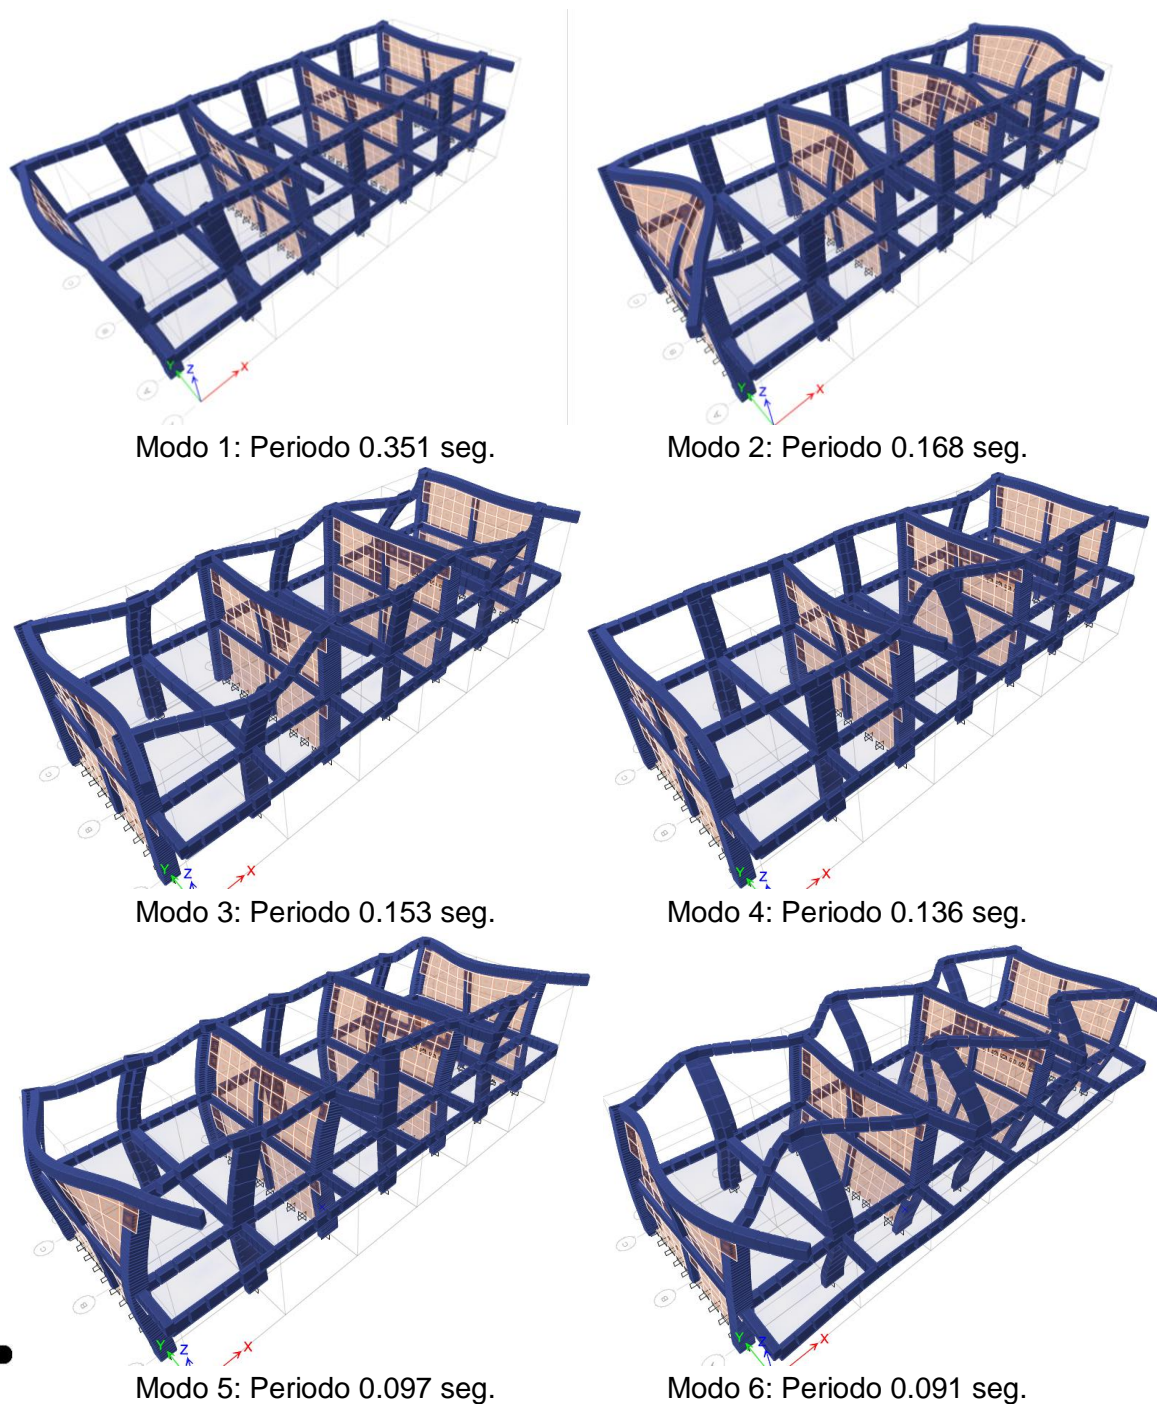 Y Z X
Y Z X
Modo 1: Periodo 0.351 seg.
Modo 2: Periodo 0.168 seg.
Y Z X
Y Z X
Modo 3: Periodo 0.153 seg.
Modo 4: Periodo 0.136 seg.
Y Z X
Y Z X
Modo 5: Periodo 0.097 seg.
Modo 6: Periodo 0.091 seg.